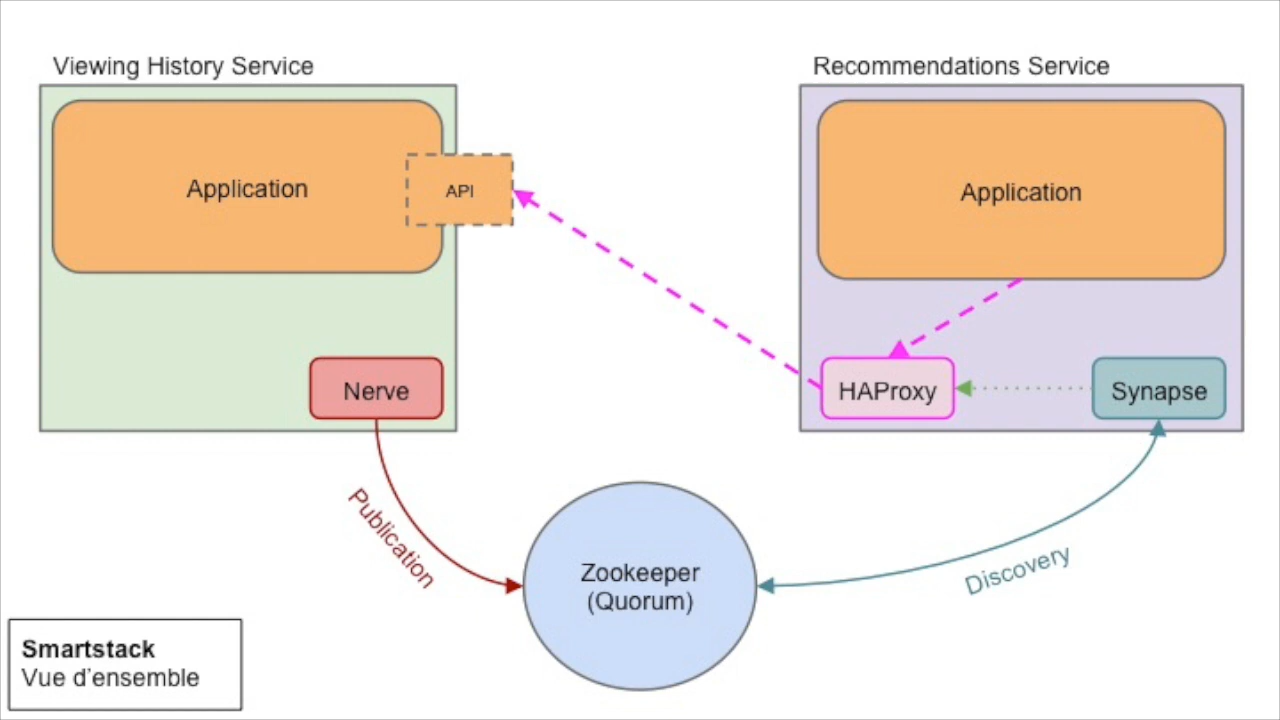 Viewing History Service
Recommendations Service
Application
API
Application
Nerve
HAProxy
Synapse
Publication
Discovery
Zookeeper
(Quorum)
Smartstack
Vue d'ensemble